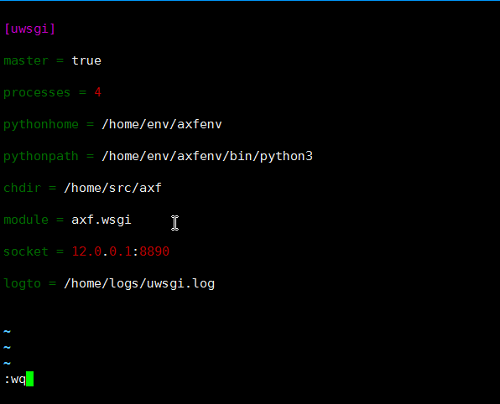 [uwsgi]
master = true
processes = 4
pythonhome = /home/env/axfenv
pythonpath = /home/env/axfenv/bin/python3
chdir = /home/src/axf
module = axf.wsgi
socket = 12.0.0.1:8890
logto = /home/logs/uwsgi.log
~
~
~
:wq